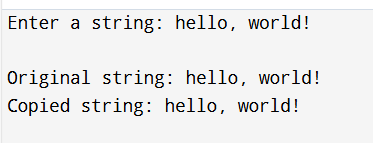 Enter a string: hello, world!
Original string: hello, world!
Copied string: hello, world!